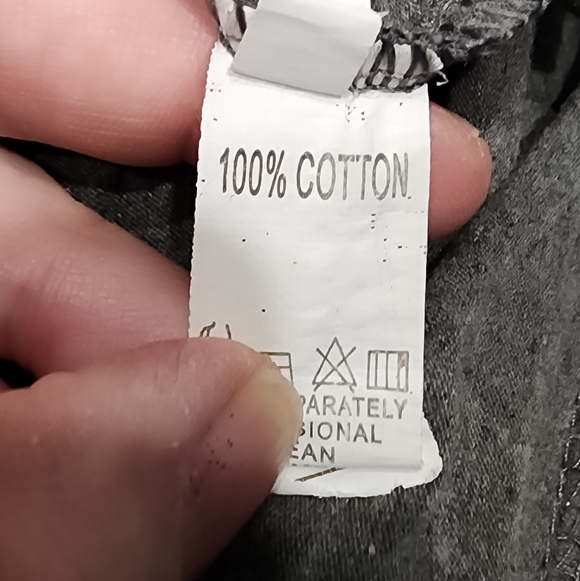 100% COTTON
PARATELY
SIONAL
EAN